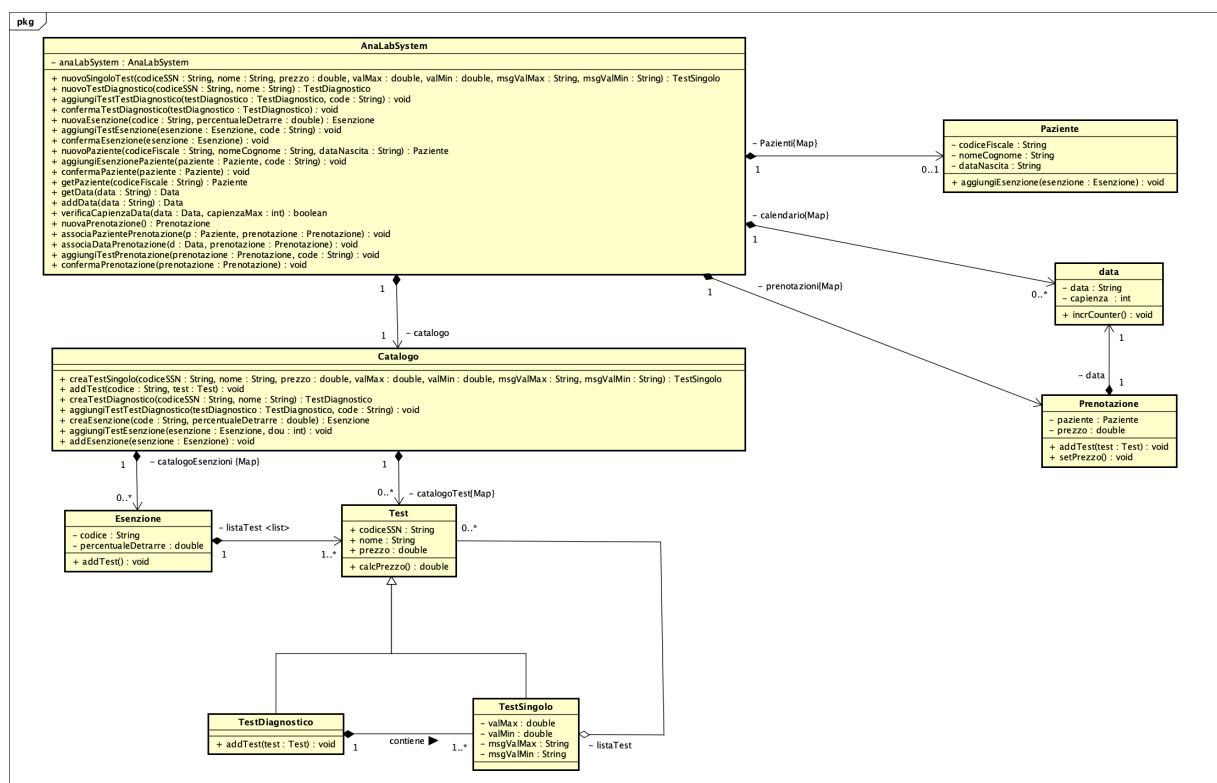 pkg
AnaLabSystem
– anaLabSystem : AnaLabSystem
+ nuovoSingoloTest(codiceSSN : String, nome : String, prezzo : double, valMax : double, valMin : double, msgValMax : String, msgValMin : String) : TestSingolo
+ nuovoTestDiagnostico(codiceSSN : String, nome : String) : TestDiagnostico
+ aggiungiTestTestDiagnostico(testDiagnostico : TestDiagnostico, code : String) : void
+ confermaTestDiagnostico(testDiagnostico : TestDiagnostico) : void
+ nuovaEsenzione(codice : String, percentualeDetrarre : double) : Esenzione
+ aggiungiTestEsenzione(esenzione : Esenzione, code : String) : void
+ confermaEsenzione(esenzione : Esenzione) : void
+ nuovoPaziente(codiceFiscale : String, nomeCognome : String, dataNascita : String) : Paziente
+ aggiungiEsenzionePaziente(paziente : Paziente, code : String) : void
+ confermaPaziente(paziente : Paziente) : void
+ getPaziente(codiceFiscale : String) : Paziente
+ getData(data : String) : Data
+ addData(data : String) : Data
+ verificaCapienzaData(data : Data, capienzaMax : int) : boolean
+ nuovaPrenotazione() : Prenotazione
+ associaPazientePrenotazione(p : Paziente, prenotazione : Prenotazione) : void
+ associaDataPrenotazione(d : Data, prenotazione : Prenotazione) : void
+ aggiungiTestPrenotazione(prenotazione : Prenotazione, code : String) : void
+ confermaPrenotazione(prenotazione : Prenotazione) : void
– Pazienti{Map}
1
0..1
Paziente
– codiceFiscale : String
– nomeCognome : String
– dataNascita : String
+ aggiungiEsenzione(esenzione : Esenzione) : void
– calendario{Map}
1
0..*
data
– data : String
– capienza : int
+ incrCounter() : void
– prenotazioni{Map}
1
1
– data
1
Prenotazione
– paziente : Paziente
– prezzo : double
+ addTest(test : Test) : void
+ setPrezzo() : void
1
1
– catalogo
Catalogo
+ creaTestSingolo(codiceSSN : String, nome : String, prezzo : double, valMax : double, valMin : double, msgValMax : String, msgValMin : String) : TestSingolo
+ addTest(codice : String, test : Test) : void
+ creaTestDiagnostico(codiceSSN : String, nome : String) : TestDiagnostico
+ aggiungiTestTestDiagnostico(testDiagnostico : TestDiagnostico, code : String) : void
+ creaEsenzione(code : String, percentualeDetrarre : double) : Esenzione
+ aggiungiTestEsenzione(esenzione : Esenzione, dou : int) : void
+ addEsenzione(esenzione : Esenzione) : void
1
– catalogoEsenzioni {Map}
0..*
1
0..*
– catalogoTest{Map}
Esenzione
– codice : String
– percentualeDetrarre : double
+ addTest() : void
– listaTest <list>
1
1..*
Test
+ codiceSSN : String
+ nome : String
+ prezzo : double
+ calcPrezzo() : double
0..*
TestDiagnostico
+ addTest(test : Test) : void
1
contiene ▶
1..*
TestSingolo
– valMax : double
– valMin : double
– msgValMax : String
– msgValMin : String
– listaTest